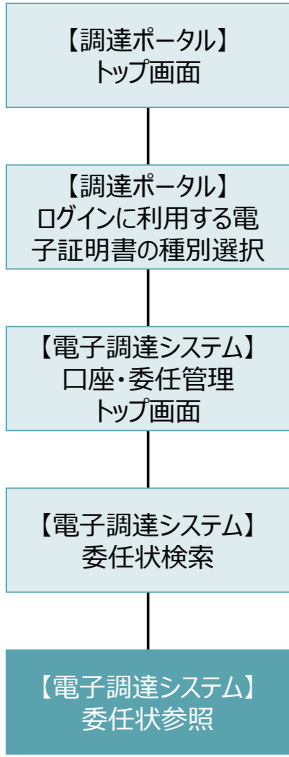 【調達ポータル】
トップ画面
【調達ポータル】
ログインに利用する電
子証明書の種別選択
【電子調達システム】
口座・委任管理
トップ画面
【電子調達システム】
委任状検索
【電子調達システム】
委任状参照